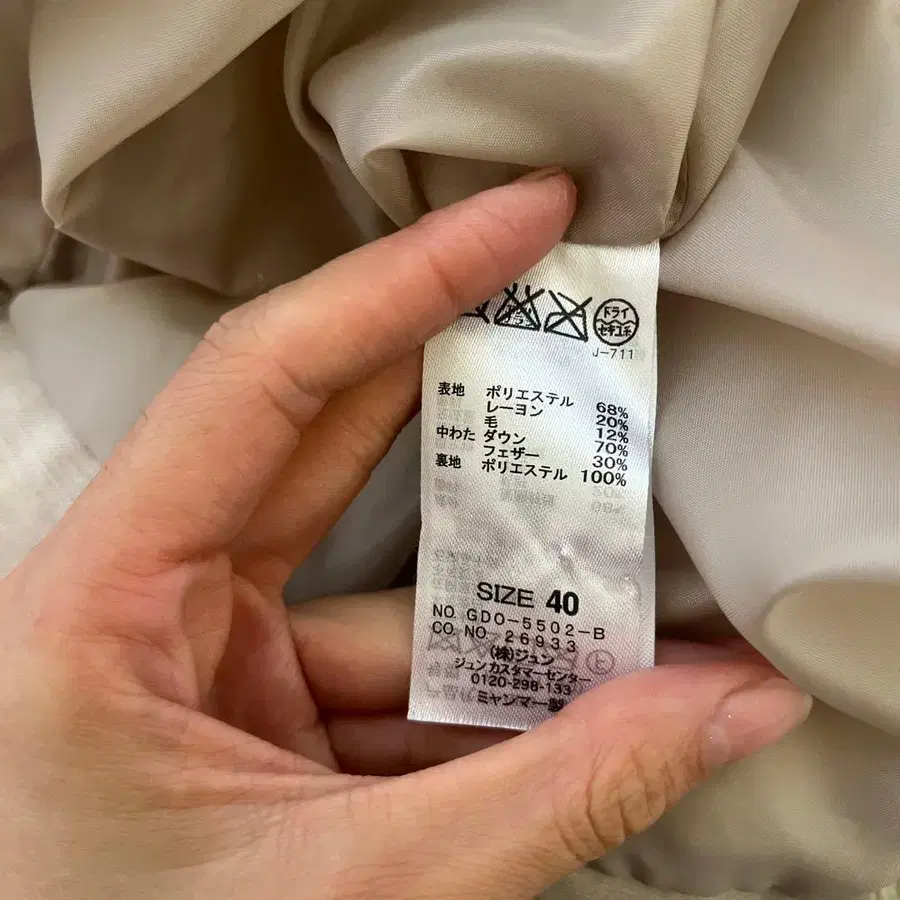 ドライ
セキユ系
J-711
表地 ポリエステル 68%
レーヨン 20%
毛 12%
中わた ダウン 70%
フェザー 30%
裏地 ポリエステル 100%
SIZE 40
NO. GDO-5502-B
CO. NO. 26933
(株)ジュン
ジュンカスタマーセンター
0120-298-133
ミャンマー製